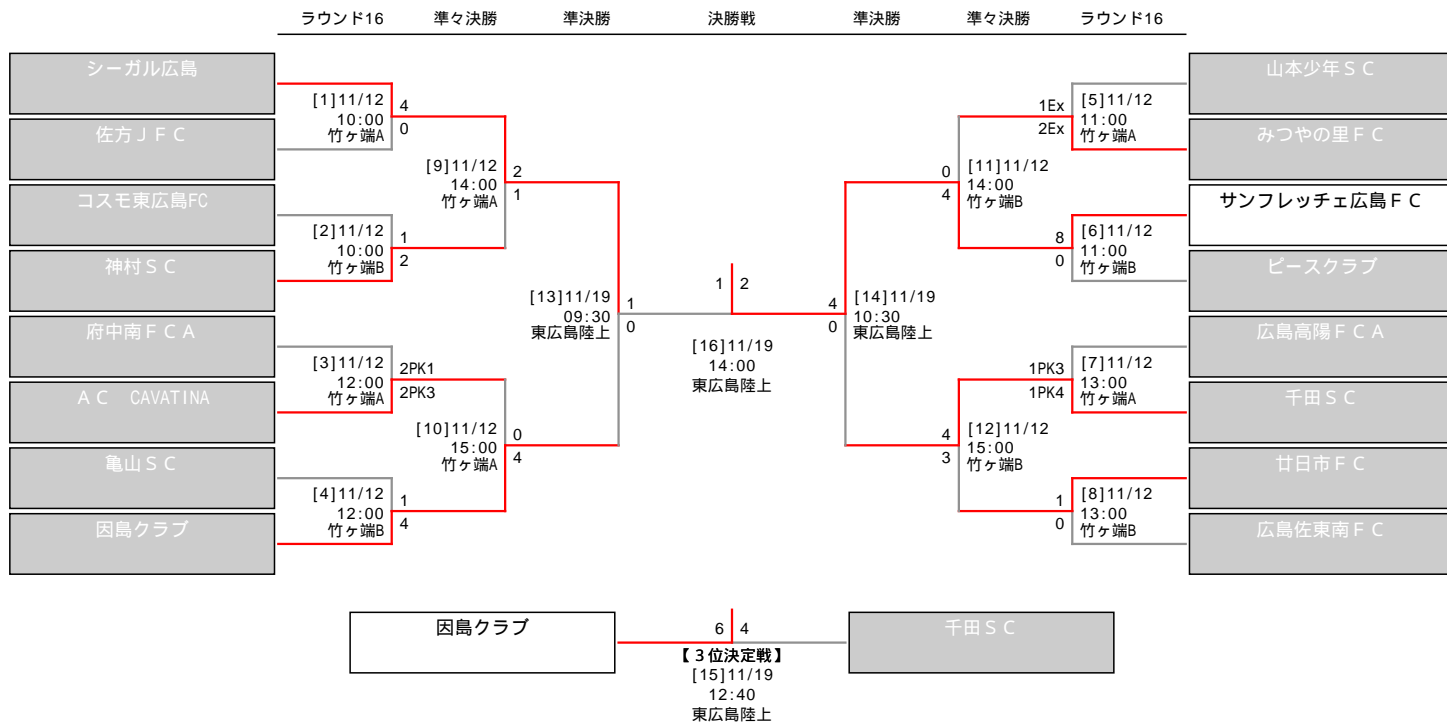 ラウンド16 準々決勝 準決勝 決勝戦 準決勝 準々決勝 ラウンド16
シーガル広島
[1]11/12
10:00
竹ヶ端A
4
0
佐方ＪＦＣ
[9]11/12
14:00
竹ヶ端A
2
1
コスモ東広島FC
[2]11/12
10:00
竹ヶ端B
1
2
神村ＳＣ
[13]11/19
09:30
東広島陸上
1
0
府中南ＦＣＡ
[3]11/12
12:00
竹ヶ端A
2PK1
2PK3
ＡＣ　CAVATINA
[10]11/12
15:00
竹ヶ端A
0
4
亀山ＳＣ
[4]11/12
12:00
竹ヶ端B
1
4
因島クラブ
1 2
[16]11/19
14:00
東広島陸上
山本少年ＳＣ
1Ex
2Ex
[5]11/12
11:00
竹ヶ端A
みつやの里ＦＣ
0
4
[11]11/12
14:00
竹ヶ端B
サンフレッチェ広島ＦＣ
8
0
[6]11/12
11:00
竹ヶ端B
ピースクラブ
4
0
[14]11/19
10:30
東広島陸上
広島高陽ＦＣＡ
1PK3
1PK4
[7]11/12
13:00
竹ヶ端A
千田ＳＣ
4
3
[12]11/12
15:00
竹ヶ端B
廿日市ＦＣ
1
0
[8]11/12
13:00
竹ヶ端B
広島佐東南ＦＣ
因島クラブ 6 4 千田ＳＣ
【３位決定戦】
[15]11/19
12:40
東広島陸上